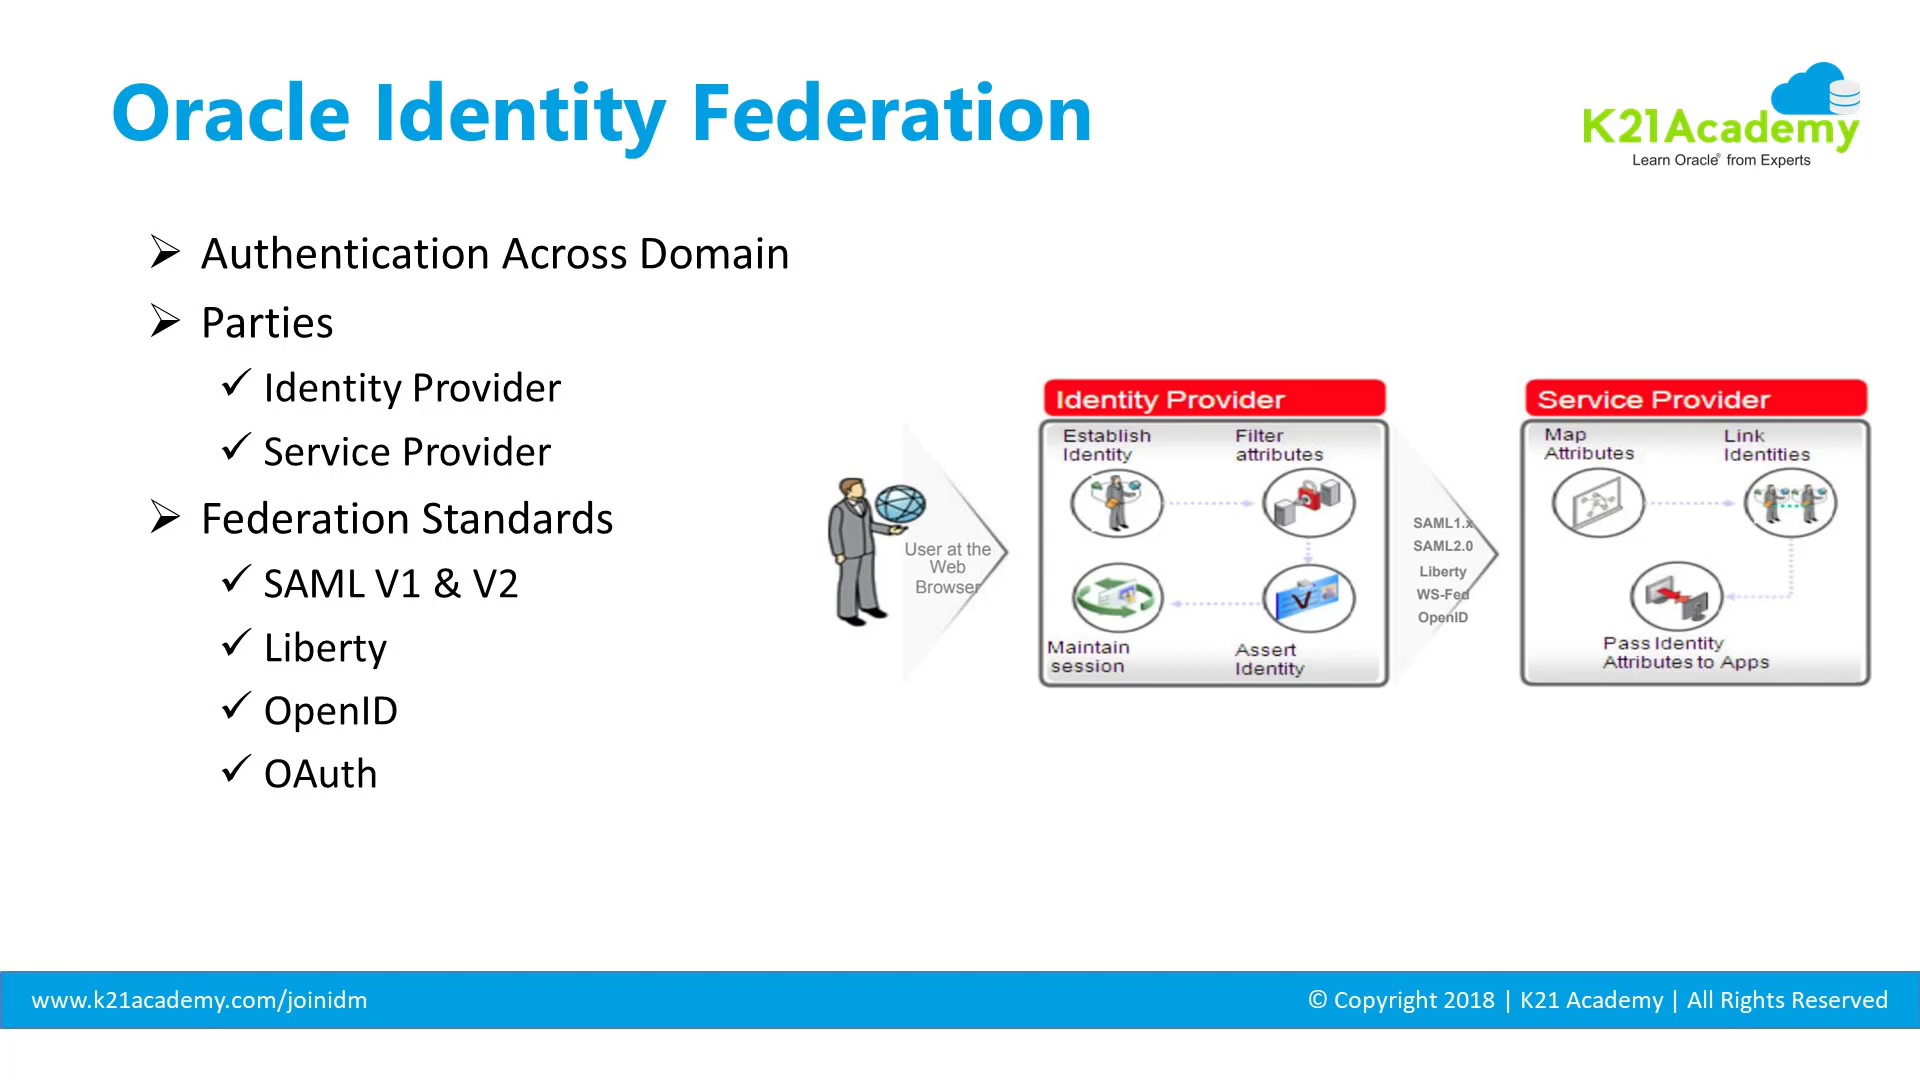 Oracle Identity Federation
K21Academy
Learn Oracle® from Experts
Authentication Across Domain
Parties
Identity Provider
Service Provider
Federation Standards
SAML V1 & V2
Liberty
OpenID
OAuth
User at the
Web
Browser
Identity Provider
Establish
Identity
Filter
attributes
Maintain
session
Assert
Identity
SAML1.x
SAML2.0
Liberty
WS-Fed
OpenID
Service Provider
Map
Attributes
Link
Identities
Pass Identity
Attributes to Apps
www.k21academy.com/joinidm
© Copyright 2018 | K21 Academy | All Rights Reserved